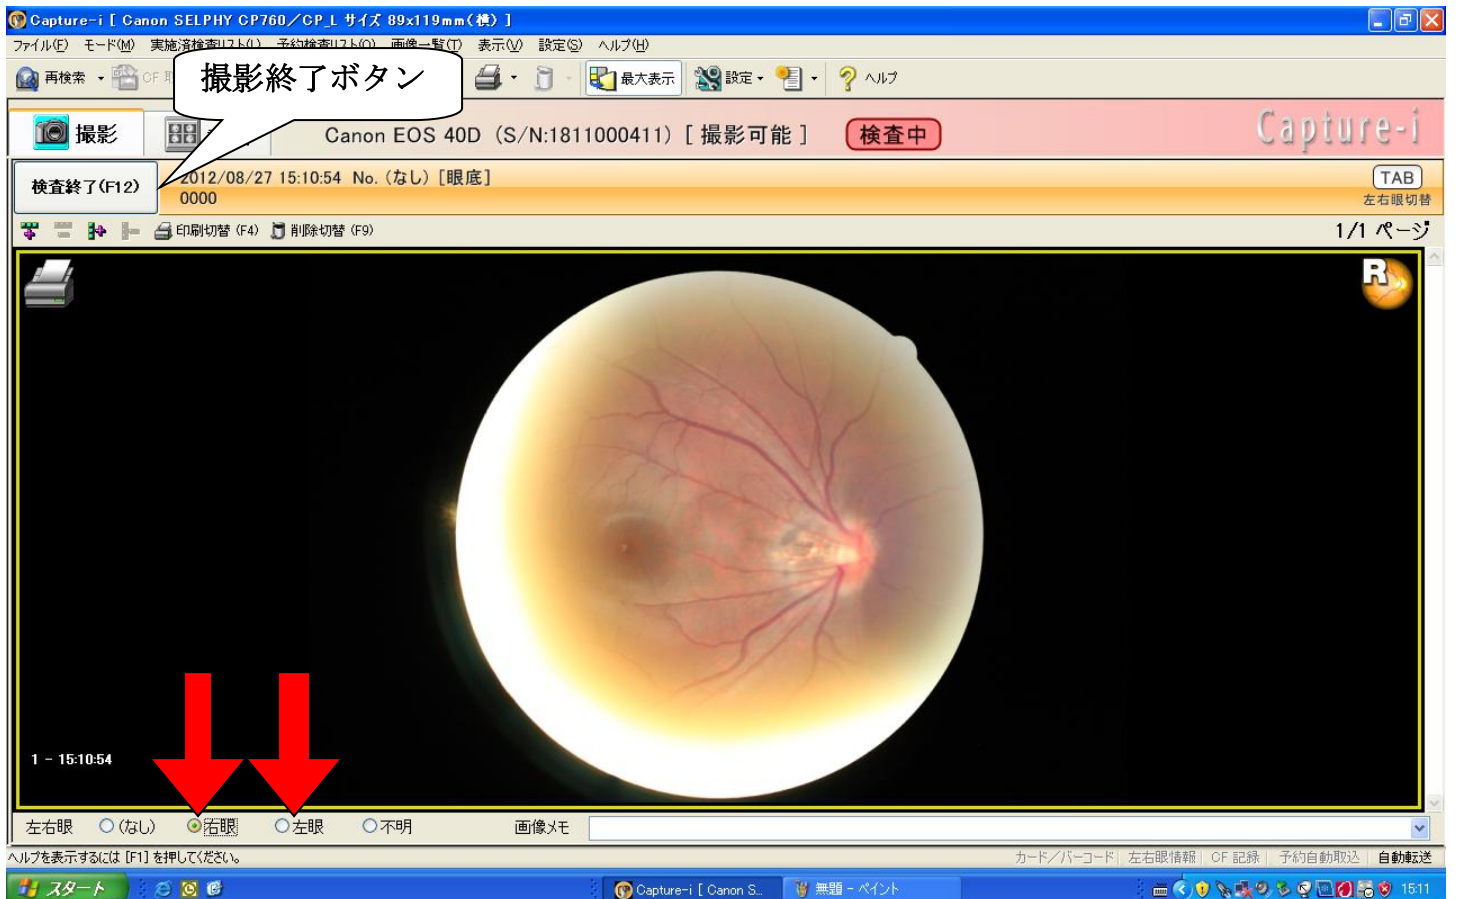 Capture-i [ Canon SELPHY CP760／CP_L サイズ 89x119mm(横) ]
ファイル(F) モード(M) 実施済検査リスト(L) 予約検査リスト(O) 画像一覧(T) 表示(V) 設定(S) ヘルプ(H)
再検索 CF 最大表示 設定 ヘルプ
撮影終了ボタン
撮影 Canon EOS 40D（S/N:1811000411）[ 撮影可能 ] 検査中 Capture-i
検査終了(F12) 2012/08/27 15:10:54 No.（なし）[眼底] TAB
0000 左右眼切替
印刷切替 (F4) 削除切替 (F9) 1/1 ページ
R
1 - 15:10:54
左右眼 (なし) 右眼 左眼 不明 画像メモ
ヘルプを表示するには [F1] を押してください。 カード／バーコード 左右眼情報 CF 記録 予約自動取込 自動転送
スタート Capture-i [ Canon S... 無題 - ペイント 15:11